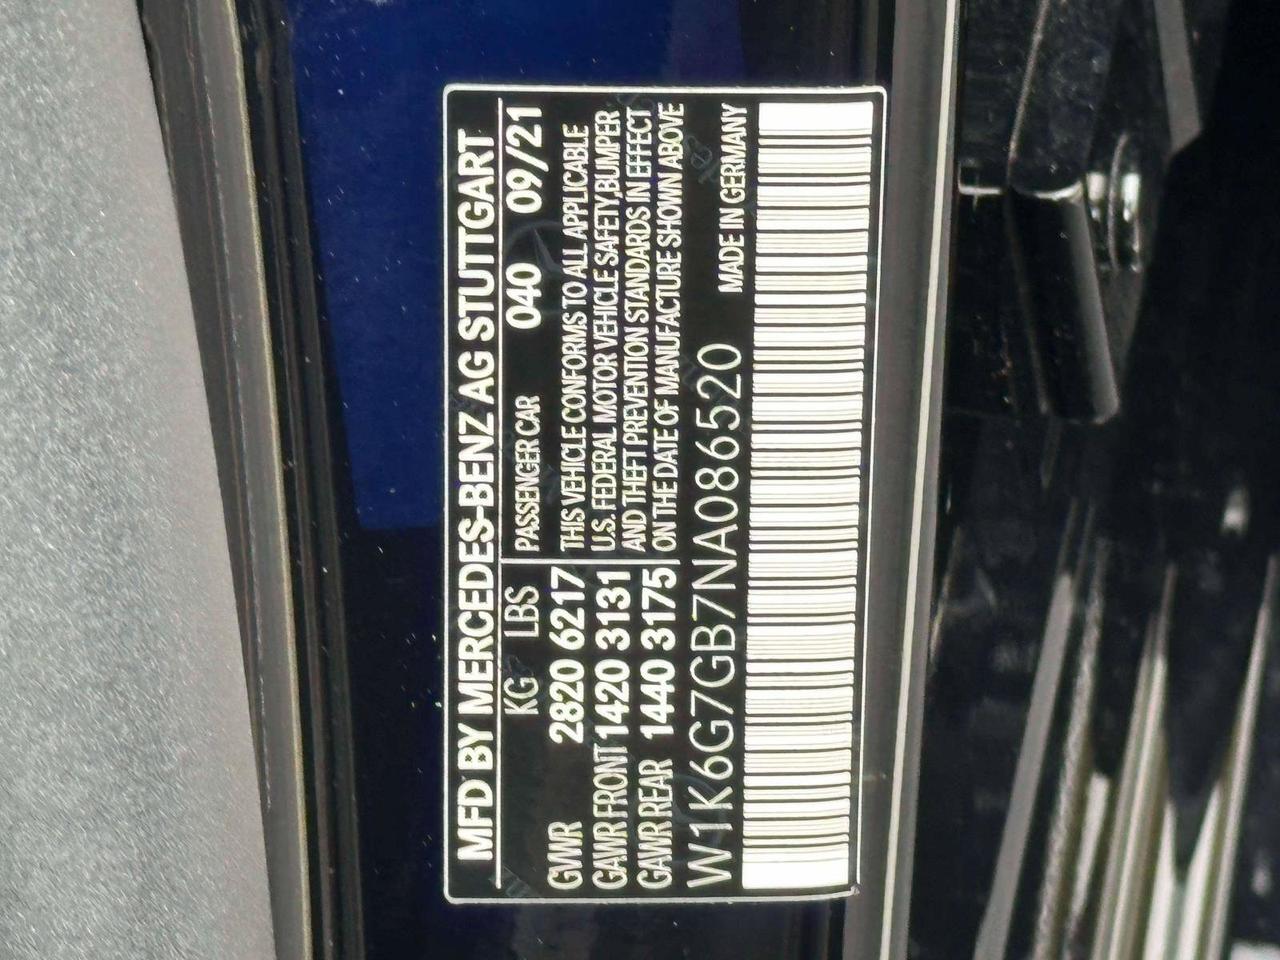 MFD BY MERCEDES-BENZ AG STUTTGART
KG LBS PASSENGER CAR 040 09/21
GVWR 2820 6217 THIS VEHICLE CONFORMS TO ALL APPLICABLE
GAWR FRONT 1420 3131 U.S. FEDERAL MOTOR VEHICLE SAFETY,BUMPER
GAWR REAR 1440 3175 AND THEFT PREVENTION STANDARDS IN EFFECT
ON THE DATE OF MANUFACTURE SHOWN ABOVE
W1K6G7GB7NA086520 MADE IN GERMANY